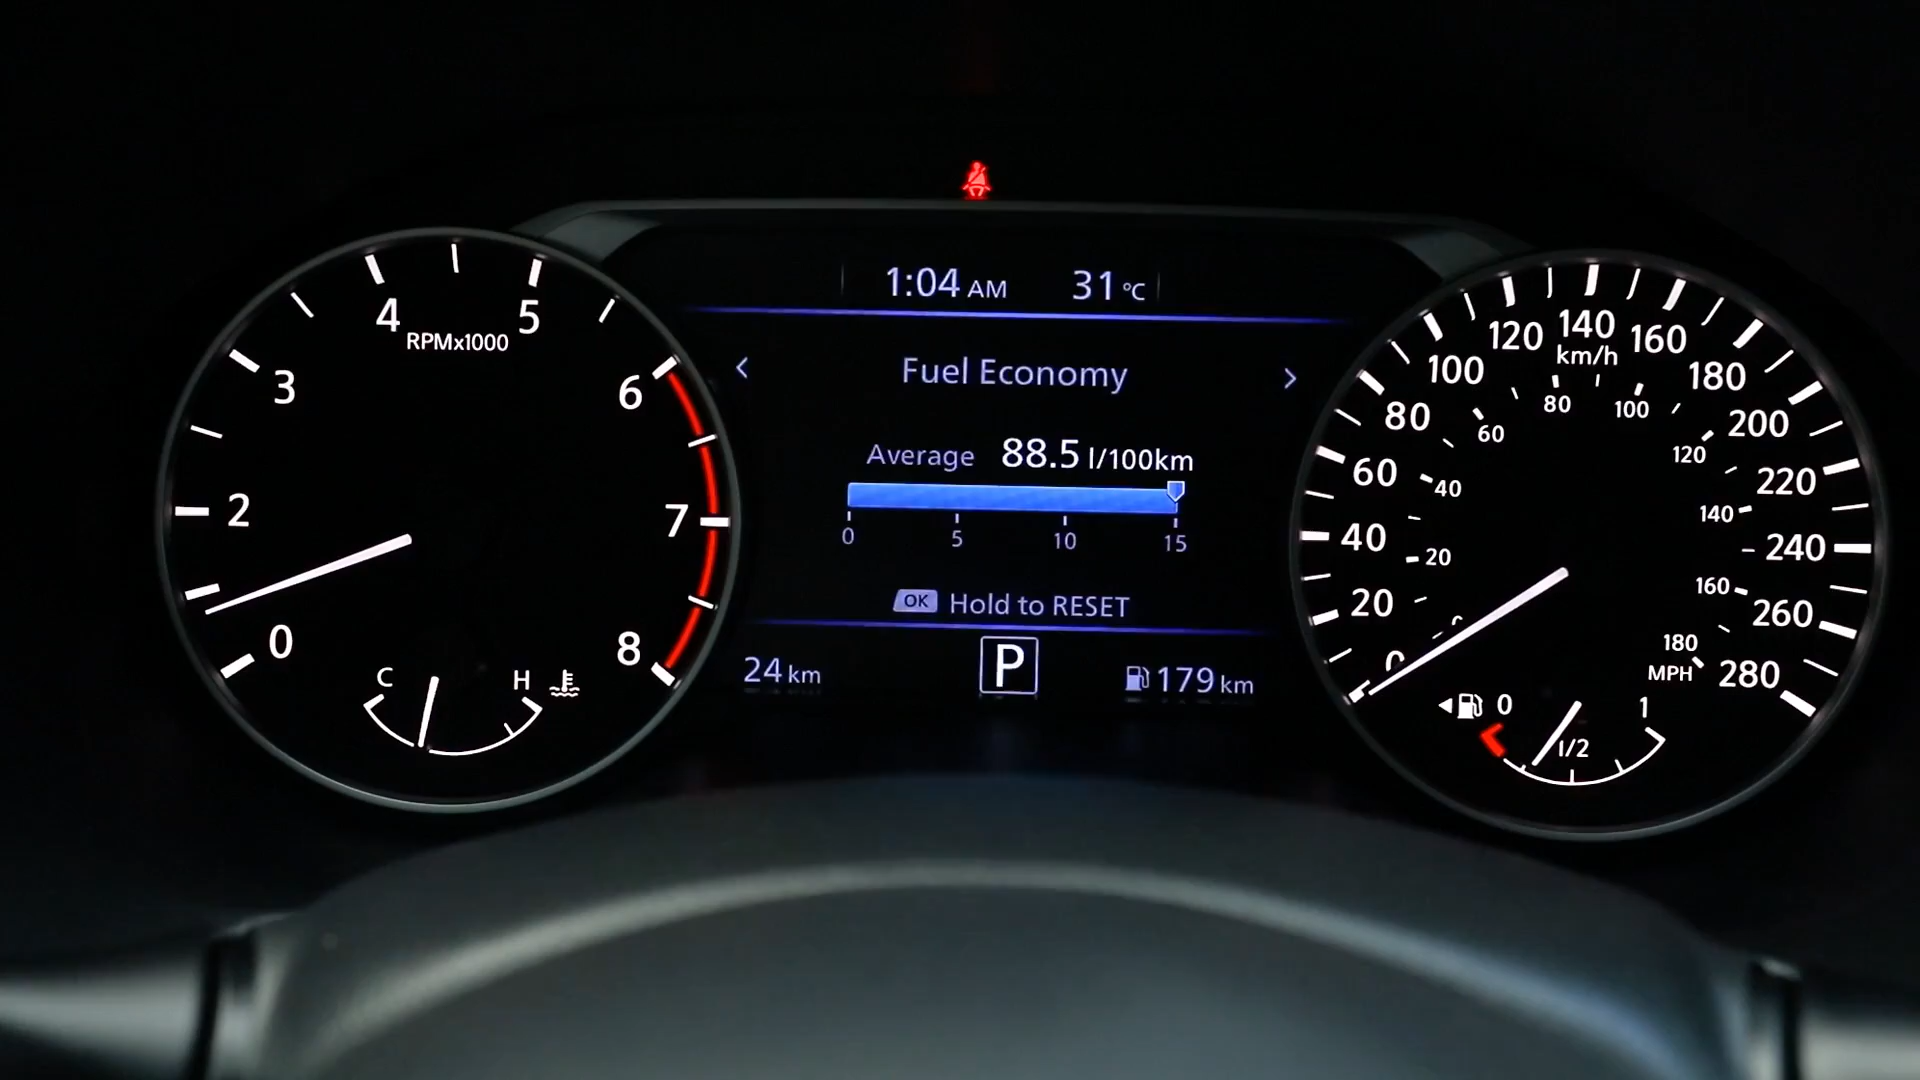 1:04 AM 31 °C
< Fuel Economy >
Average 88.5 l/100km
0 5 10 15
OK Hold to RESET
24 km P 179 km
0 2 3 4 5 6 7 8
RPMx1000
C H
0 20 40 60 80 100 120 140 160 180 200 220 240 260 280
km/h
0 20 40 60 80 100 120 140 160 180
MPH
0 1/2 1